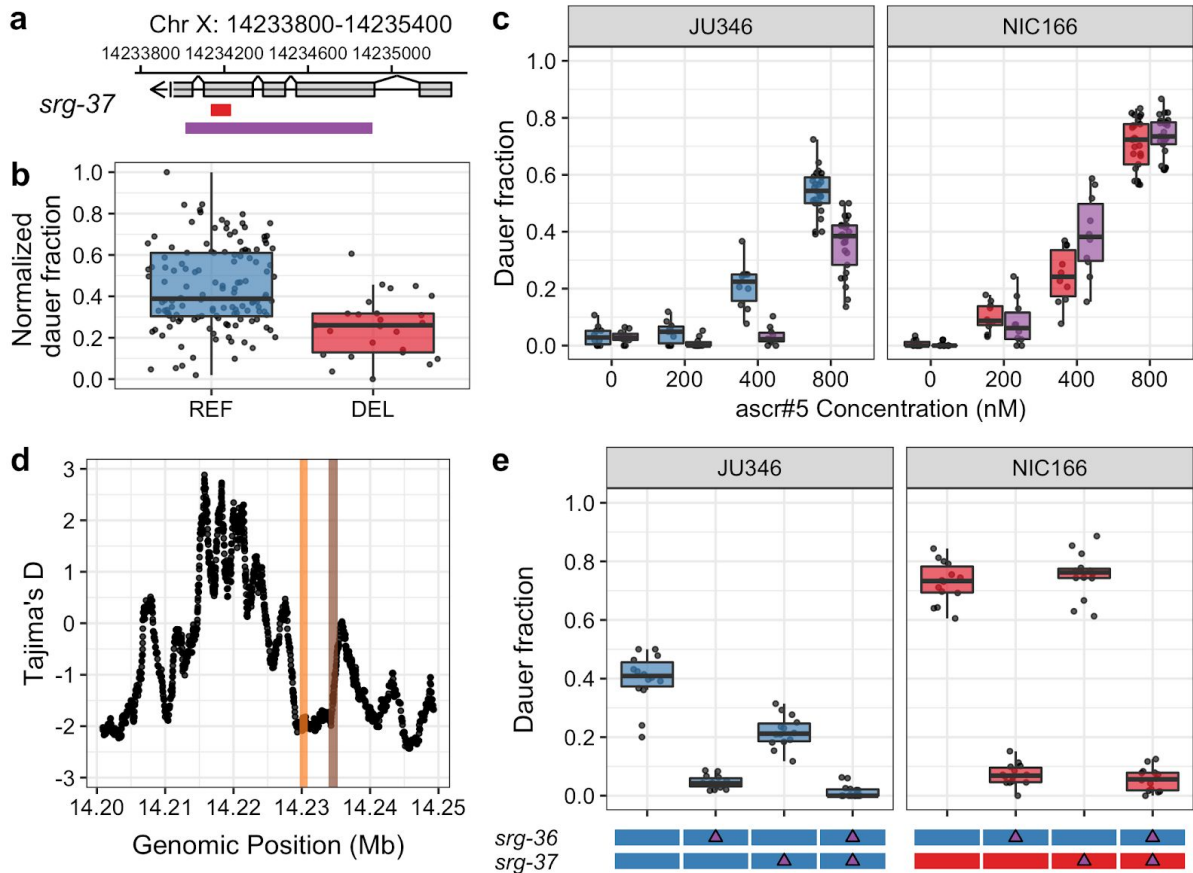 a
Chr X: 14233800-14235400
14233800 14234200 14234600 14235000
srg-37
b
Normalized
dauer fraction
1.0
0.8
0.6
0.4
0.2
0.0
REF DEL
c
JU346 NIC166
Dauer fraction
1.0
0.8
0.6
0.4
0.2
0.0
0 200 400 800 0 200 400 800
ascr#5 Concentration (nM)
d
Tajima's D
3
2
1
0
-1
-2
-3
14.20 14.21 14.22 14.23 14.24 14.25
Genomic Position (Mb)
e
JU346 NIC166
Dauer fraction
1.0
0.8
0.6
0.4
0.2
0.0
srg-36
srg-37